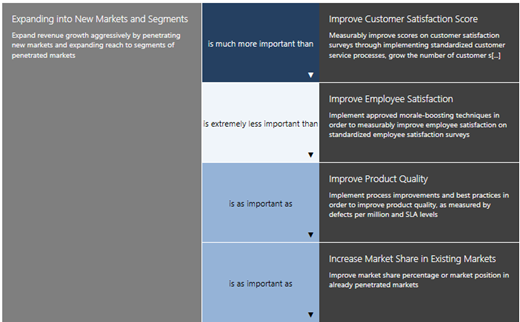 Expanding into New Markets and Segments
Expand revenue growth aggressively by penetrating
new markets and expanding reach to segments of
penetrated markets
is much more important than
Improve Customer Satisfaction Score
Measurably improve scores on customer satisfaction
surveys through implementing standardized customer
service processes, grow the number of customer s[...]
is extremely less important than
Improve Employee Satisfaction
Implement approved morale-boosting techniques in
order to measurably improve employee satisfaction on
standardized employee satisfaction surveys
is as important as
Improve Product Quality
Implement process improvements and best practices in
order to improve product quality, as measured by
defects per million and SLA levels
is as important as
Increase Market Share in Existing Markets
Improve market share percentage or market position in
already penetrated markets